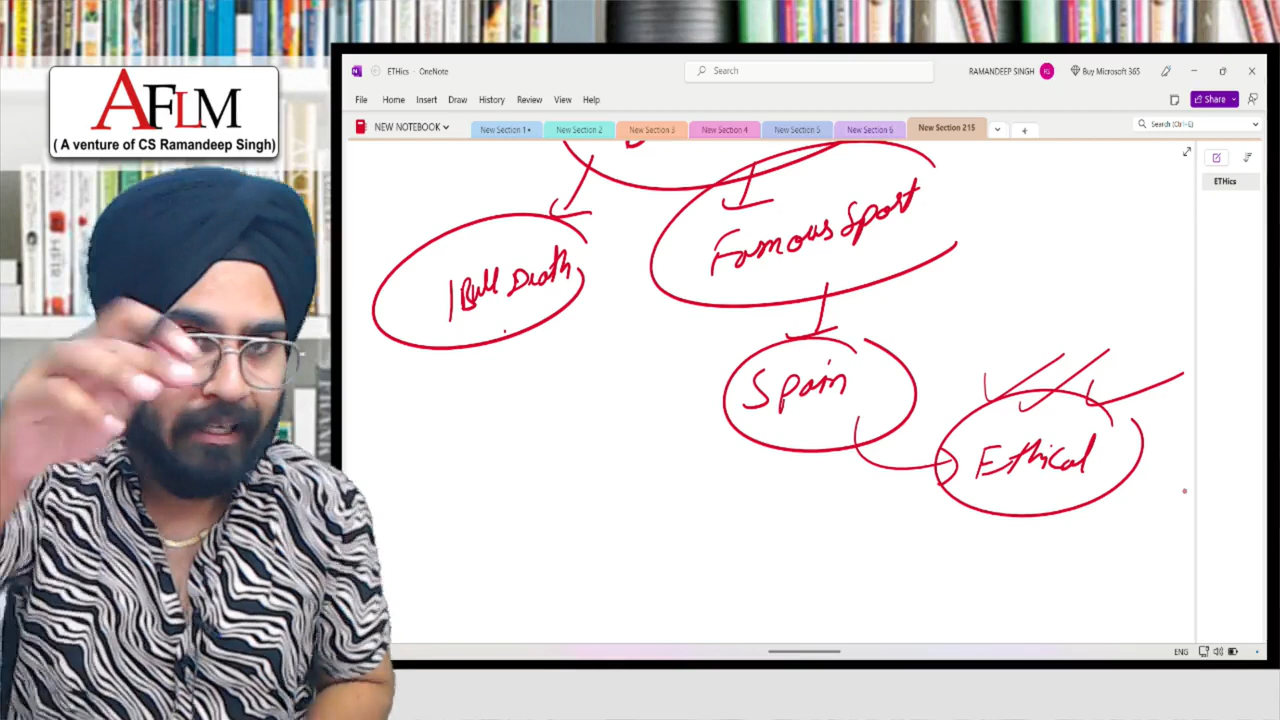 AFLM
( A venture of CS Ramandeep Singh)
ETHics - OneNote
Search
RAMANDEEP SINGH
Buy Microsoft 365
File Home Insert Draw History Review View Help
Share
NEW NOTEBOOK
New Section 1
New Section 2
New Section 3
New Section 4
New Section 5
New Section 6
New Section 215
Search (Ctrl+E)
ETHics
1 Bull Death
Famous Sport
Spain
Ethical
ENG